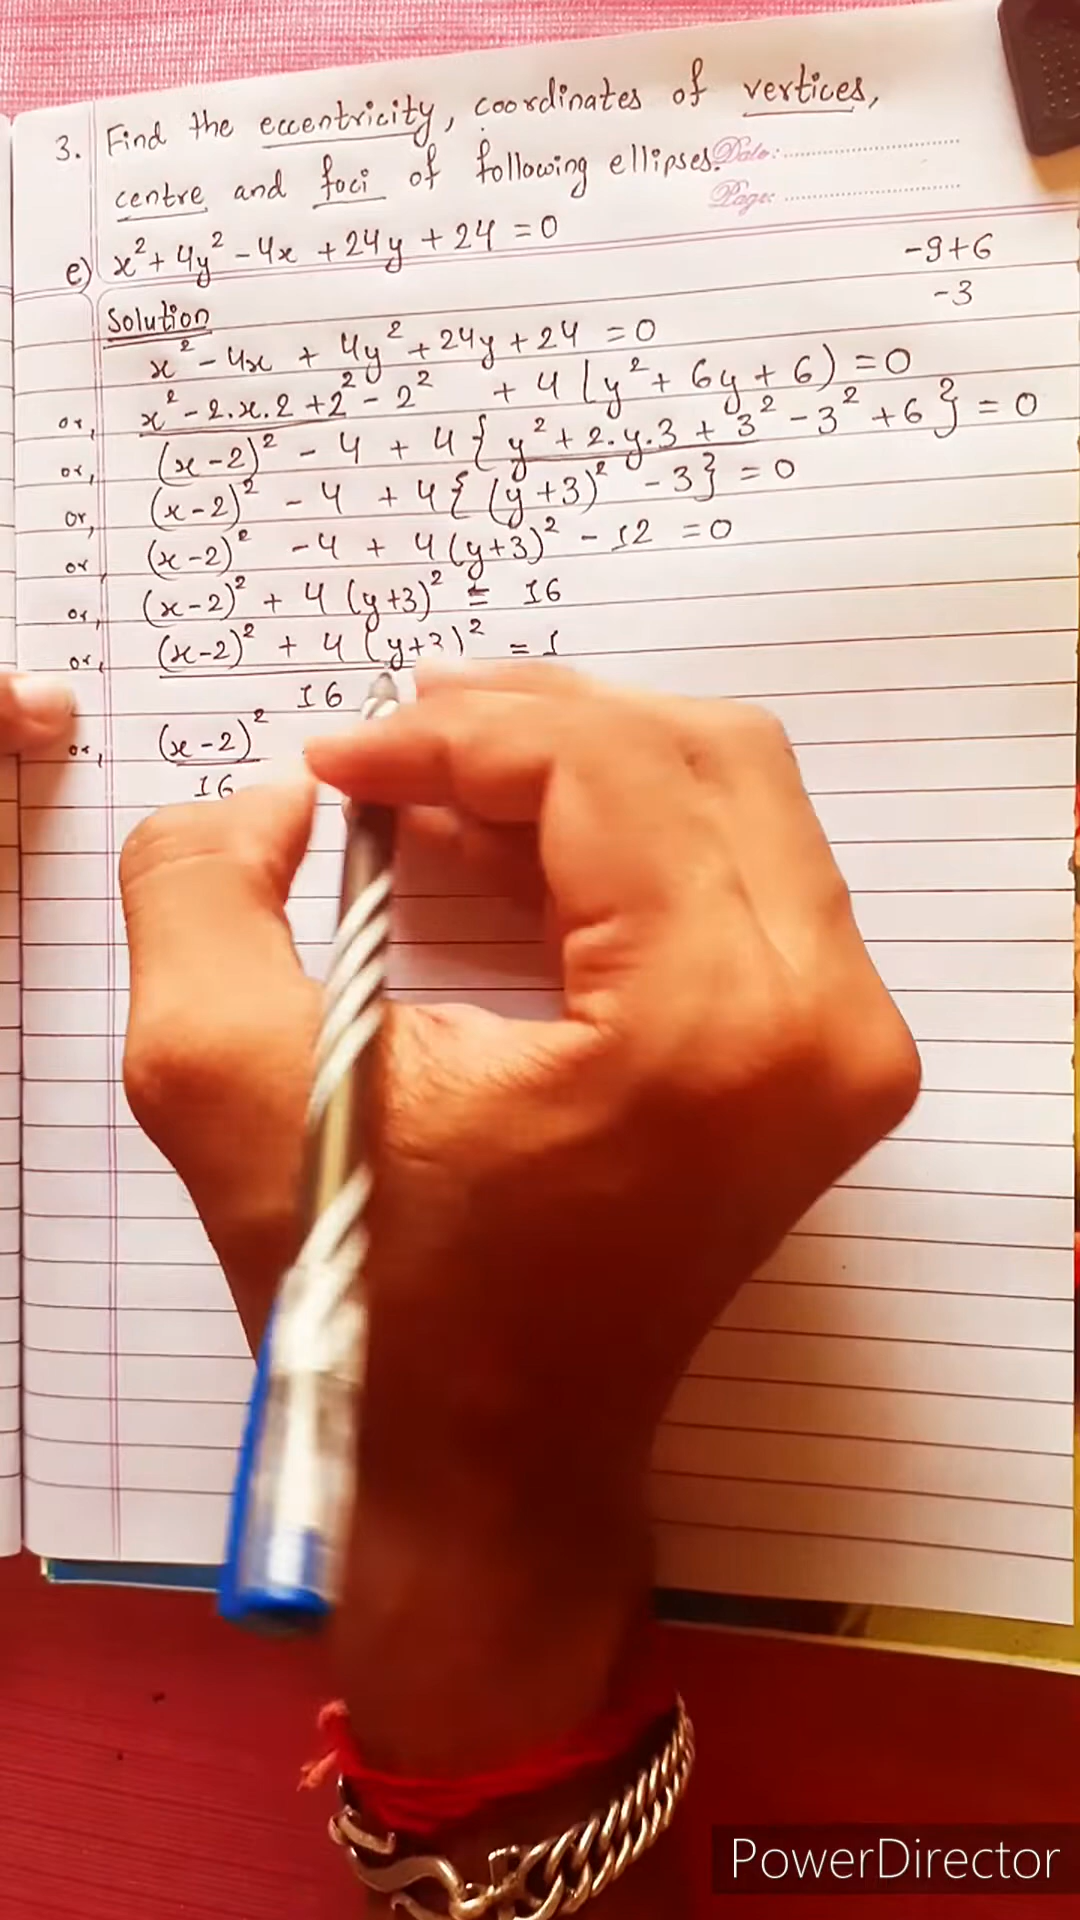 3. Find the eccentricity, coordinates of vertices,
centre and foci of following ellipses.
Date:
Page:
e) x² + 4y² - 4x + 24y + 24 = 0
-9+6
-3
Solution
x² - 4x + 4y² + 24y + 24 = 0
or, x² - 2.x.2 + 2² - 2² + 4(y² + 6y + 6) = 0
or, (x-2)² - 4 + 4{y² + 2.y.3 + 3² - 3² + 6} = 0
or, (x-2)² - 4 + 4{(y+3)² - 3} = 0
or (x-2)² - 4 + 4(y+3)² - 12 = 0
or, (x-2)² + 4(y+3)² = 16
or, (x-2)² + 4(y+3)² = 1
16
or, (x-2)²
16
PowerDirector